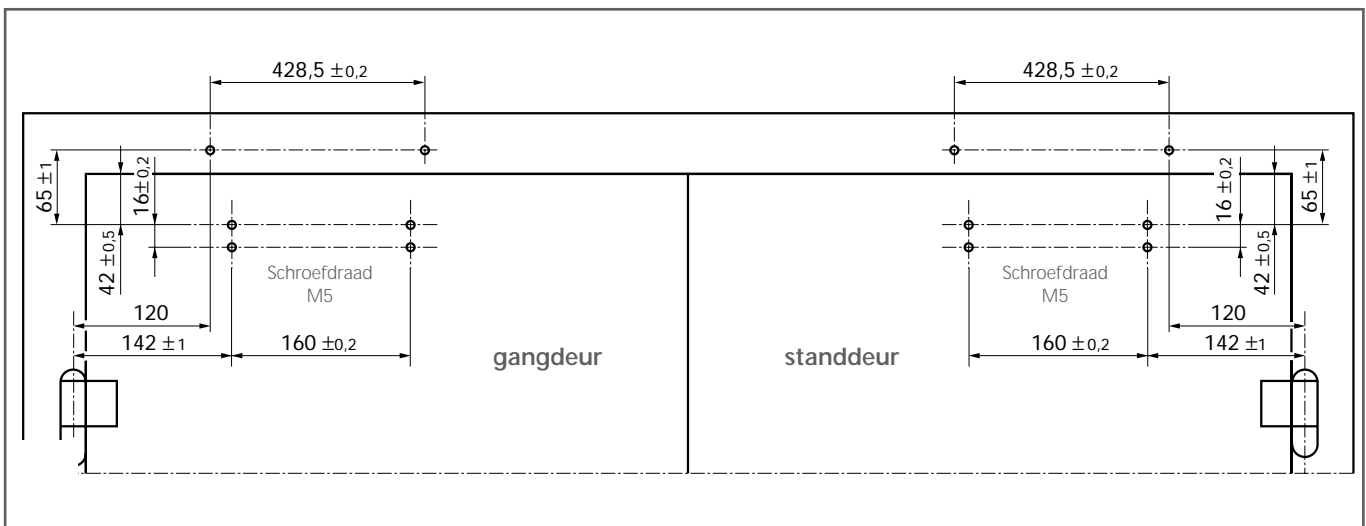 428,5 ±0,2
428,5 ±0,2
65 ±1
16±0,2
42 ±0,5
16 ±0,2
65 ±1
42 ±0,5
Schroefdraad
M5
Schroefdraad
M5
120
120
142 ±1
160 ±0,2
gangdeur
standdeur
160 ±0,2
142 ±1